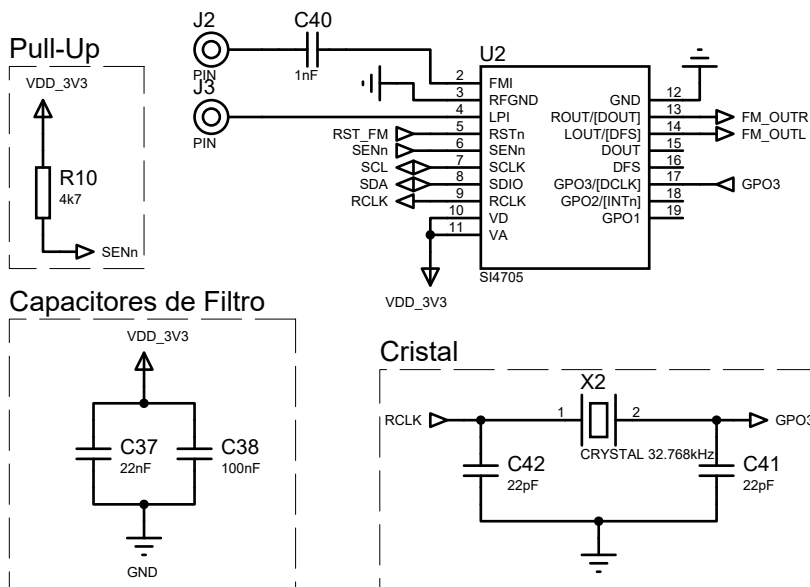 Pull-Up
VDD_3V3
R10
4k7
SENn
J2
PIN
C40
1nF
J3
PIN
U2
2 FMI
3 RFGND
4 LPI
RST_FM 5 RSTn
SENn 6 SENn
SCL 7 SCLK
SDA 8 SDIO
RCLK 9 RCLK
10 VD
11 VA
GND 12
ROUT/[DOUT] 13 FM_OUTR
LOUT/[DFS] 14 FM_OUTL
DOUT 15
DFS 16
GPO3/[DCLK] 17 GPO3
GPO2/[INTn] 18
GPO1 19
SI4705
VDD_3V3
Capacitores de Filtro
VDD_3V3
C37
22nF
C38
100nF
GND
Cristal
X2
RCLK 1 2 GPO3
CRYSTAL 32.768kHz
C42
22pF
C41
22pF